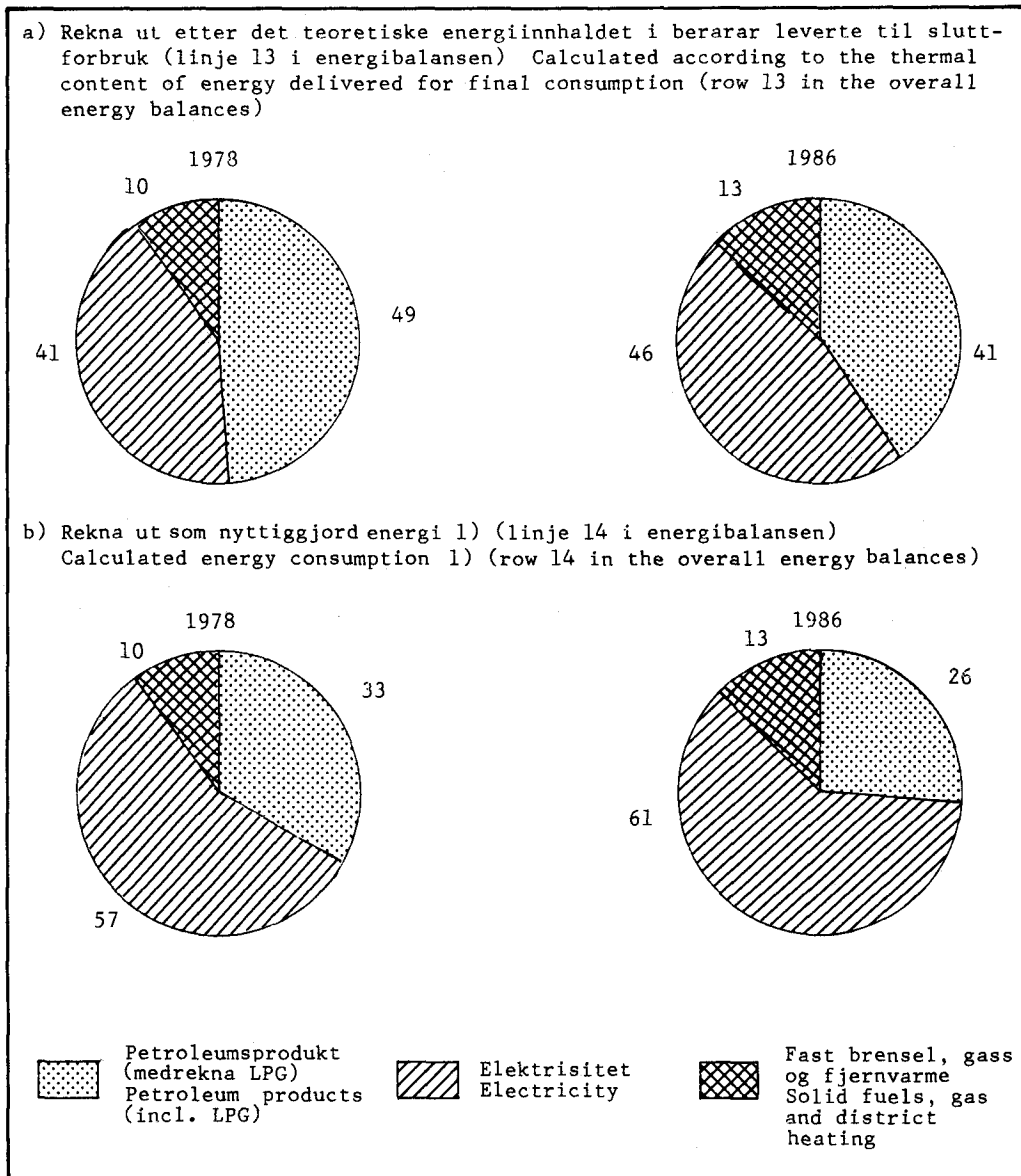 a) Rekna ut etter det teoretiske energiinnhaldet i berarar leverte til slutt-
forbruk (linje 13 i energibalansen) Calculated according to the thermal
content of energy delivered for final consumption (row 13 in the overall
energy balances)
1978
10
49
41
1986
13
46
41
b) Rekna ut som nyttiggjord energi 1) (linje 14 i energibalansen)
Calculated energy consumption 1) (row 14 in the overall energy balances)
1978
10
33
57
1986
13
26
61
Petroleumsprodukt
(medrekna LPG)
Petroleum products
(incl. LPG)
Elektrisitet
Electricity
Fast brensel, gass
og fjernvarme
Solid fuels, gas
and district
heating